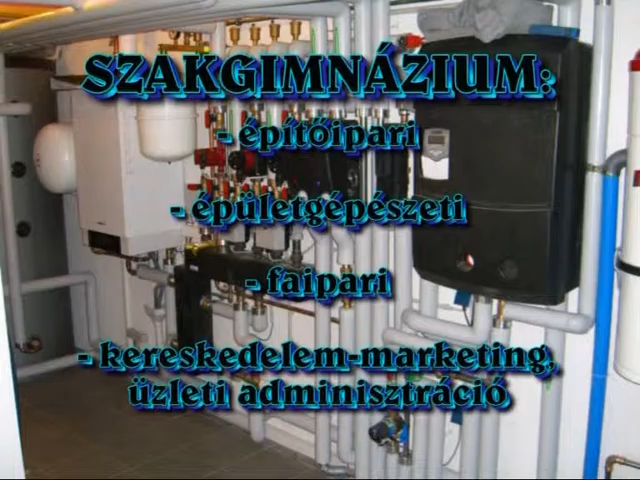 SZAKGIMNÁZIUM:
- építőipari
- épületgépészeti
- faipari
- kereskedelem-marketing,
üzleti adminisztráció